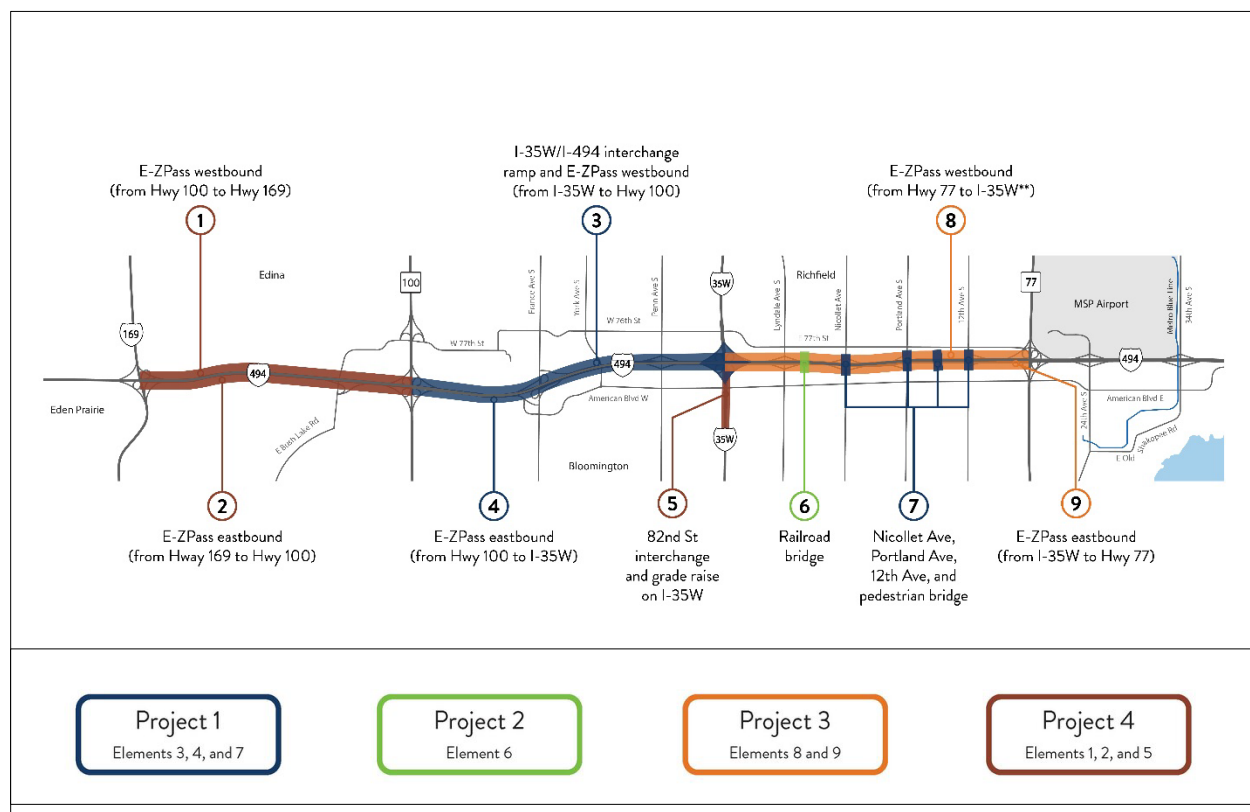 E-ZPass westbound
(from Hwy 100 to Hwy 169)
1
I-35W/I-494 interchange
ramp and E-ZPass westbound
(from I-35W to Hwy 100)
3
E-ZPass westbound
(from Hwy 77 to I-35W**)
8
Edina
Richfield
MSP Airport
Eden Prairie
Bloomington
169
100
35W
77
494
494
494
35W
E Bush Lake Rd
W 77th St
France Ave S
York Ave S
W 76th St
Penn Ave S
American Blvd W
Lyndale Ave S
Nicollet Ave
77th St
Portland Ave S
12th Ave S
24th Ave S
American Blvd E
E Old
Shakopee Rd
Metro Blue Line
34th Ave S
2
E-ZPass eastbound
(from Hway 169 to Hwy 100)
4
E-ZPass eastbound
(from Hwy 100 to I-35W)
5
82nd St
interchange
and grade raise
on I-35W
6
Railroad
bridge
7
Nicollet Ave,
Portland Ave,
12th Ave, and
pedestrian bridge
9
E-ZPass eastbound
(from I-35W to Hwy 77)
Project 1
Elements 3, 4, and 7
Project 2
Element 6
Project 3
Elements 8 and 9
Project 4
Elements 1, 2, and 5